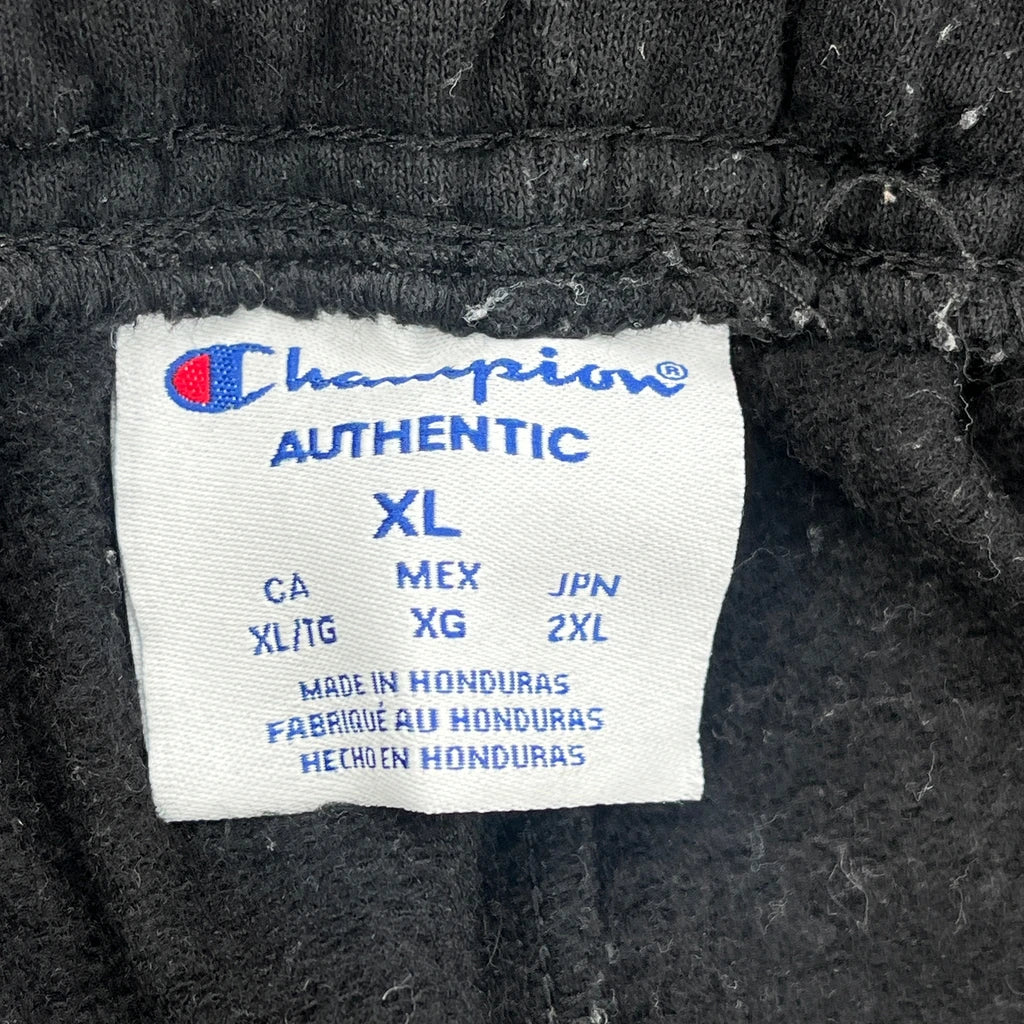 Champion®
AUTHENTIC
XL
CA MEX JPN
XL/TG XG 2XL
MADE IN HONDURAS
FABRIQUÉ AU HONDURAS
HECHO EN HONDURAS